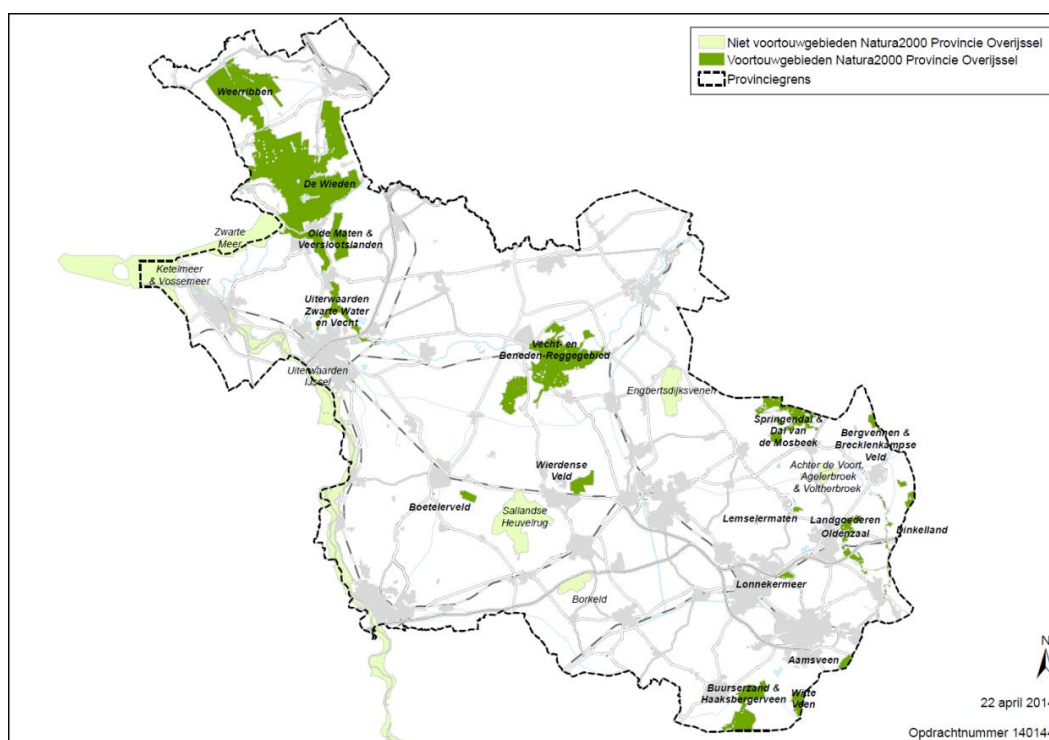 Niet voortouwgebieden Natura2000 Provincie Overijssel
Voortouwgebieden Natura2000 Provincie Overijssel
Provinciegrens
Weerribben
De Wieden
Zwarte
Meer
Olde Maten &
Veerslootslanden
Ketelmeer
& Vossemeer
Uiterwaarden
Zwarte Water
en Vecht
Vecht- en
Beneden-Reggegebied
Uiterwaarden
IJssel
Engbertsdijksvenen
Springendal &
Dal van
de Mosbeek
Bergvennen &
Brecklenkampse
Veld
Achter de Voort,
Agelerbroek
& Voltherbroek
Wierdense
Veld
Boetelerveld
Sallandse
Heuvelrug
Lemselermaten
Landgoederen
Oldenzaal
Dinkelland
Lonnekermeer
Borkeld
Aamsveen
Buurserzand &
Haaksbergerveen
Witte
Veen
N
22 april 2014
Opdrachtnummer 140144